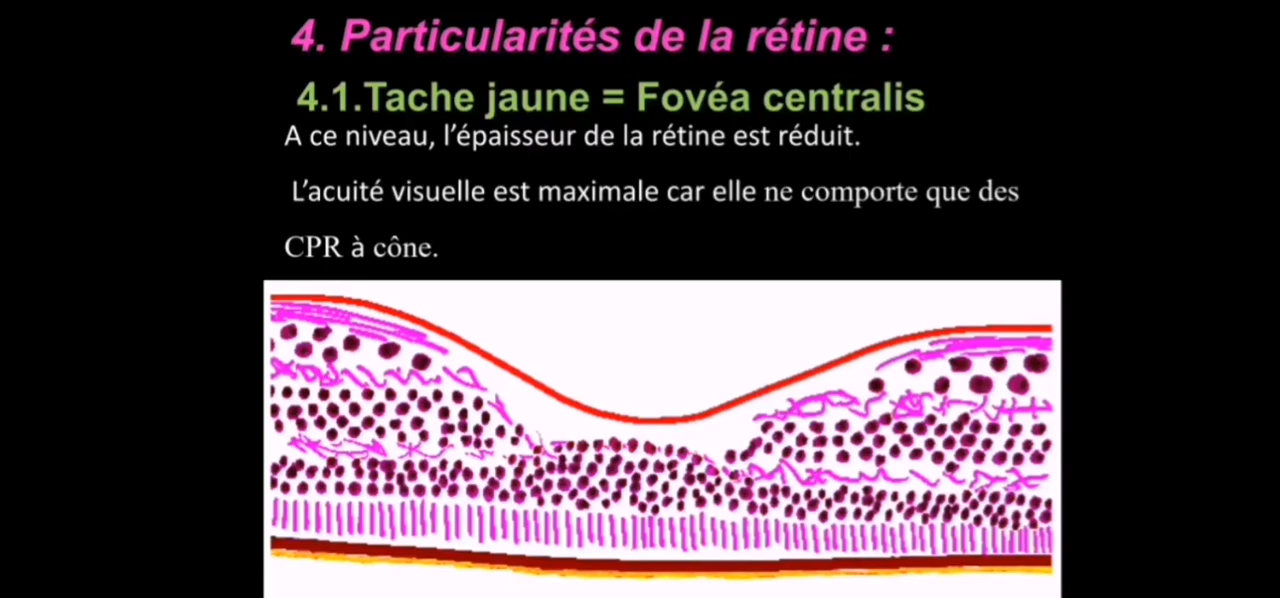 4. Particularités de la rétine :
4.1.Tache jaune = Fovéa centralis
A ce niveau, l’épaisseur de la rétine est réduit.
L’acuité visuelle est maximale car elle ne comporte que des
CPR à cône.